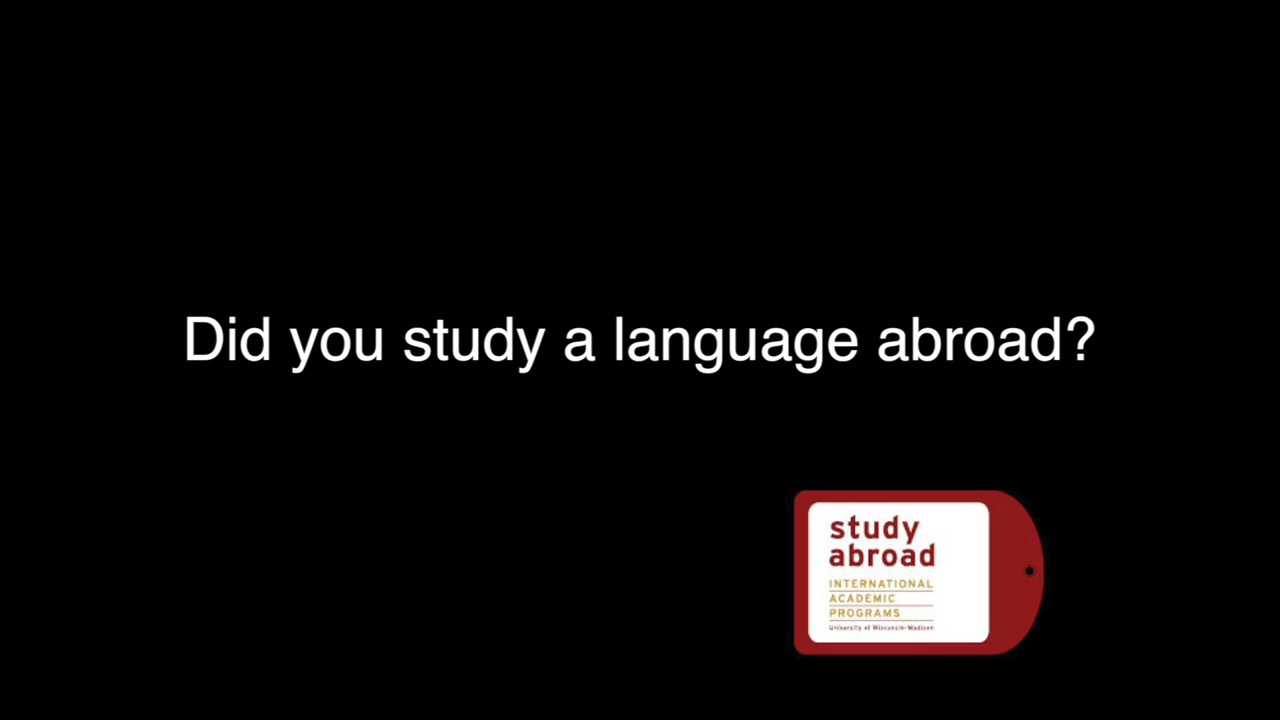 Did you study a language abroad?
study
abroad
INTERNATIONAL
ACADEMIC
PROGRAMS
University of Wisconsin-Madison